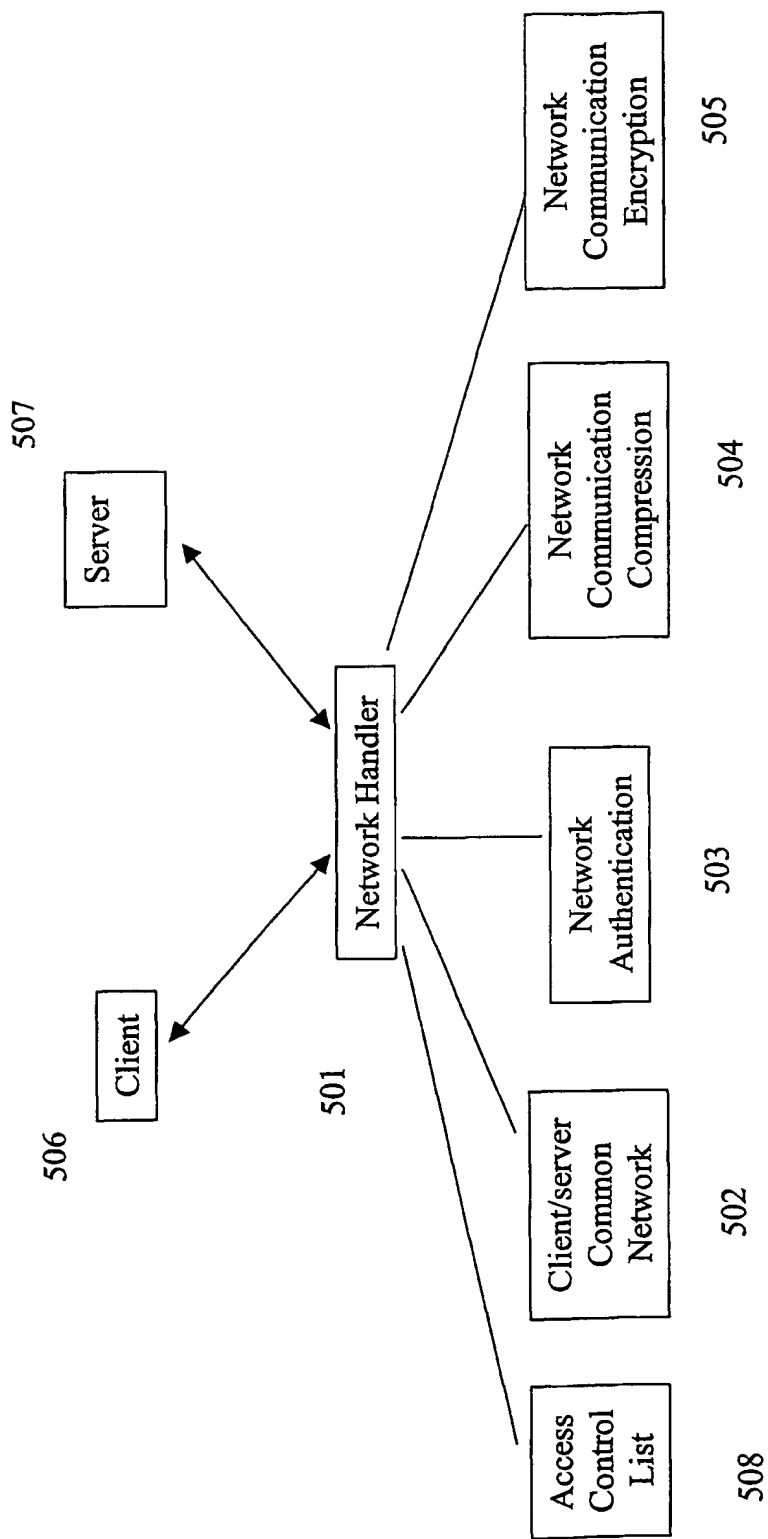 506
Client
Server
507
501
Network Handler
Access
Control
List
508
Client/server
Common
Network
502
Network
Authentication
503
Network
Communication
Compression
504
Network
Communication
Encryption
505